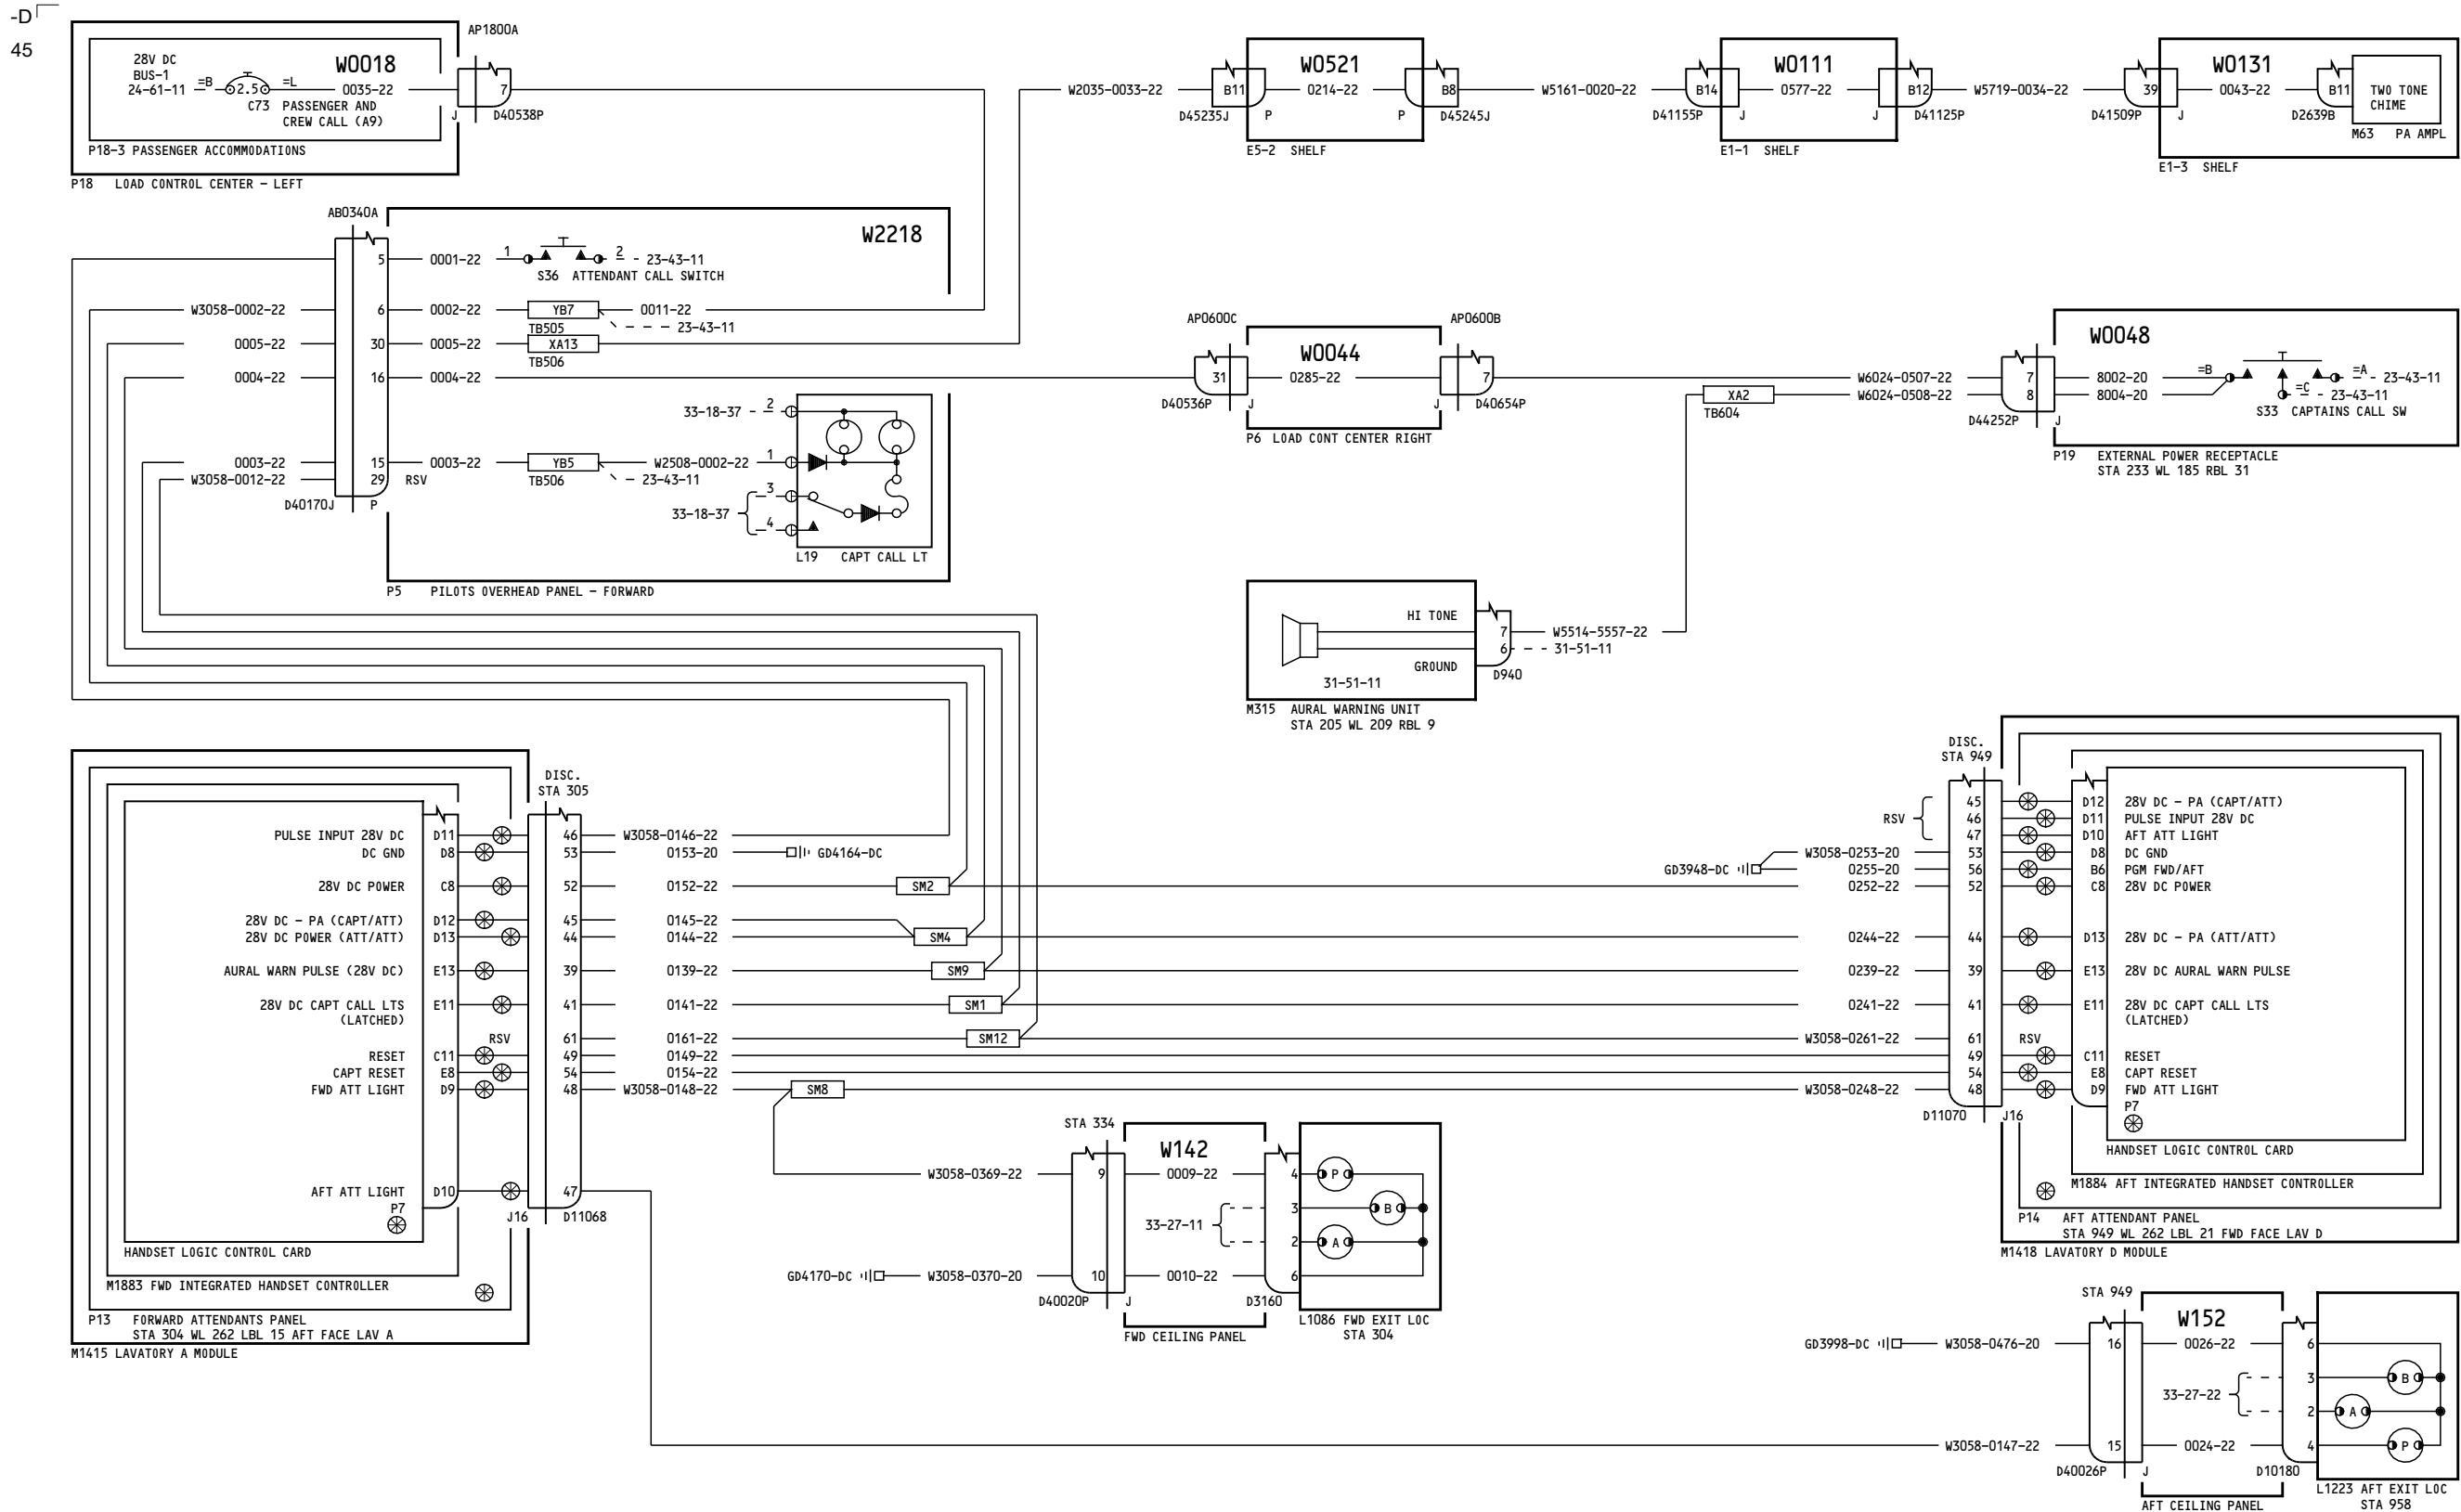 -D
45
AP1800A
28V DC
BUS-1
24-61-11
=B
2.5
=L
W0018
0035-22
C73 PASSENGER AND
CREW CALL (A9)
7
J
D40538P
P18-3 PASSENGER ACCOMMODATIONS
P18 LOAD CONTROL CENTER - LEFT
W2035-0033-22
B11
D45235J
W0521
0214-22
P
P
B8
D45245J
E5-2 SHELF
W5161-0020-22
B14
D41155P
W0111
0577-22
J
J
B12
D41125P
E1-1 SHELF
W5719-0034-22
39
D41509P
J
W0131
0043-22
B11
D2639B
TWO TONE
CHIME
M63 PA AMPL
E1-3 SHELF
AB0340A
W2218
5
0001-22
1
2
23-43-11
S36 ATTENDANT CALL SWITCH
W3058-0002-22
6
0002-22
YB7
0011-22
TB505
23-43-11
0005-22
30
0005-22
XA13
TB506
0004-22
16
0004-22
33-18-37
2
0003-22
15
0003-22
YB5
W2508-0002-22
1
W3058-0012-22
29
RSV
TB506
23-43-11
3
33-18-37
4
D40170J
P
L19 CAPT CALL LT
P5 PILOTS OVERHEAD PANEL - FORWARD
AP0600C
AP0600B
W0044
31
0285-22
7
D40536P
J
J
D40654P
P6 LOAD CONT CENTER RIGHT
XA2
TB604
W6024-0507-22
W6024-0508-22
7
8
D44252P
J
W0048
8002-20
8004-20
=B
=A
23-43-11
=C
23-43-11
S33 CAPTAINS CALL SW
P19 EXTERNAL POWER RECEPTACLE
STA 233 WL 185 RBL 31
HI TONE
7
W5514-5557-22
6
31-51-11
GROUND
D940
31-51-11
M315 AURAL WARNING UNIT
STA 205 WL 209 RBL 9
DISC.
STA 305
PULSE INPUT 28V DC
D11
46
W3058-0146-22
DC GND
D8
53
0153-20
GD4164-DC
28V DC POWER
C8
52
0152-22
SM2
28V DC - PA (CAPT/ATT)
D12
45
0145-22
28V DC POWER (ATT/ATT)
D13
44
0144-22
SM4
AURAL WARN PULSE (28V DC)
E13
39
0139-22
SM9
28V DC CAPT CALL LTS
(LATCHED)
E11
41
0141-22
SM1
RSV
61
0161-22
SM12
RESET
C11
49
0149-22
CAPT RESET
E8
54
0154-22
FWD ATT LIGHT
D9
48
W3058-0148-22
SM8
AFT ATT LIGHT
D10
47
P7
J16
D11068
HANDSET LOGIC CONTROL CARD
M1883 FWD INTEGRATED HANDSET CONTROLLER
P13 FORWARD ATTENDANTS PANEL
STA 304 WL 262 LBL 15 AFT FACE LAV A
M1415 LAVATORY A MODULE
DISC.
STA 949
RSV
45
D12
28V DC - PA (CAPT/ATT)
46
D11
PULSE INPUT 28V DC
47
D10
AFT ATT LIGHT
W3058-0253-20
53
D8
DC GND
GD3948-DC
0255-20
56
B6
PGM FWD/AFT
0252-22
52
C8
28V DC POWER
0244-22
44
D13
28V DC - PA (ATT/ATT)
0239-22
39
E13
28V DC AURAL WARN PULSE
0241-22
41
E11
28V DC CAPT CALL LTS
(LATCHED)
W3058-0261-22
61
RSV
49
C11
RESET
54
E8
CAPT RESET
W3058-0248-22
48
D9
FWD ATT LIGHT
D11070
J16
P7
HANDSET LOGIC CONTROL CARD
M1884 AFT INTEGRATED HANDSET CONTROLLER
P14 AFT ATTENDANT PANEL
STA 949 WL 262 LBL 21 FWD FACE LAV D
M1418 LAVATORY D MODULE
STA 334
W142
W3058-0369-22
9
0009-22
4
P
33-27-11
3
B
2
A
GD4170-DC
W3058-0370-20
10
0010-22
6
D40020P
J
D3160
L1086 FWD EXIT LOC
STA 304
FWD CEILING PANEL
STA 949
W152
GD3998-DC
W3058-0476-20
16
0026-22
6
33-27-22
3
B
2
A
W3058-0147-22
15
0024-22
4
P
D40026P
J
D10180
L1223 AFT EXIT LOC
STA 958
AFT CEILING PANEL